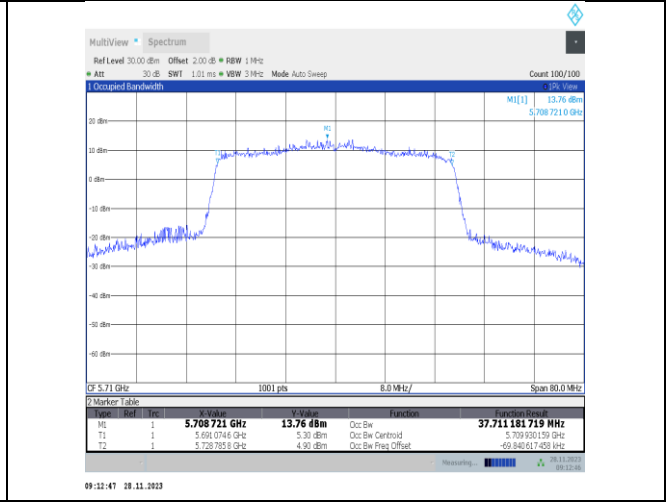 MultiView Spectrum
Ref Level 30.00 dBm Offset 2.00 dB RBW 1 MHz
Att 30 dB SWT 1.01 ms VBW 3 MHz Mode Auto Sweep Count 100/100
1 Occupied Bandwidth 1Pk View
M1[1] 13.76 dBm
5.708 721 0 GHz
20 dBm
M1
10 dBm
T1 T2
0 dBm
-10 dBm
-20 dBm
-30 dBm
-40 dBm
-50 dBm
-60 dBm
CF 5.71 GHz 1001 pts 8.0 MHz/ Span 80.0 MHz
2 Marker Table
Type Ref Trc X-Value Y-Value Function Function Result
M1 1 5.708 721 GHz 13.76 dBm Occ Bw 37.711 181 719 MHz
T1 1 5.691 074 6 GHz 5.30 dBm Occ Bw Centroid 5.709 930 159 GHz
T2 1 5.728 785 8 GHz 4.90 dBm Occ Bw Freq Offset -69.840 617 458 kHz
Measuring... 28.11.2023
09:12:46
09:12:47 28.11.2023